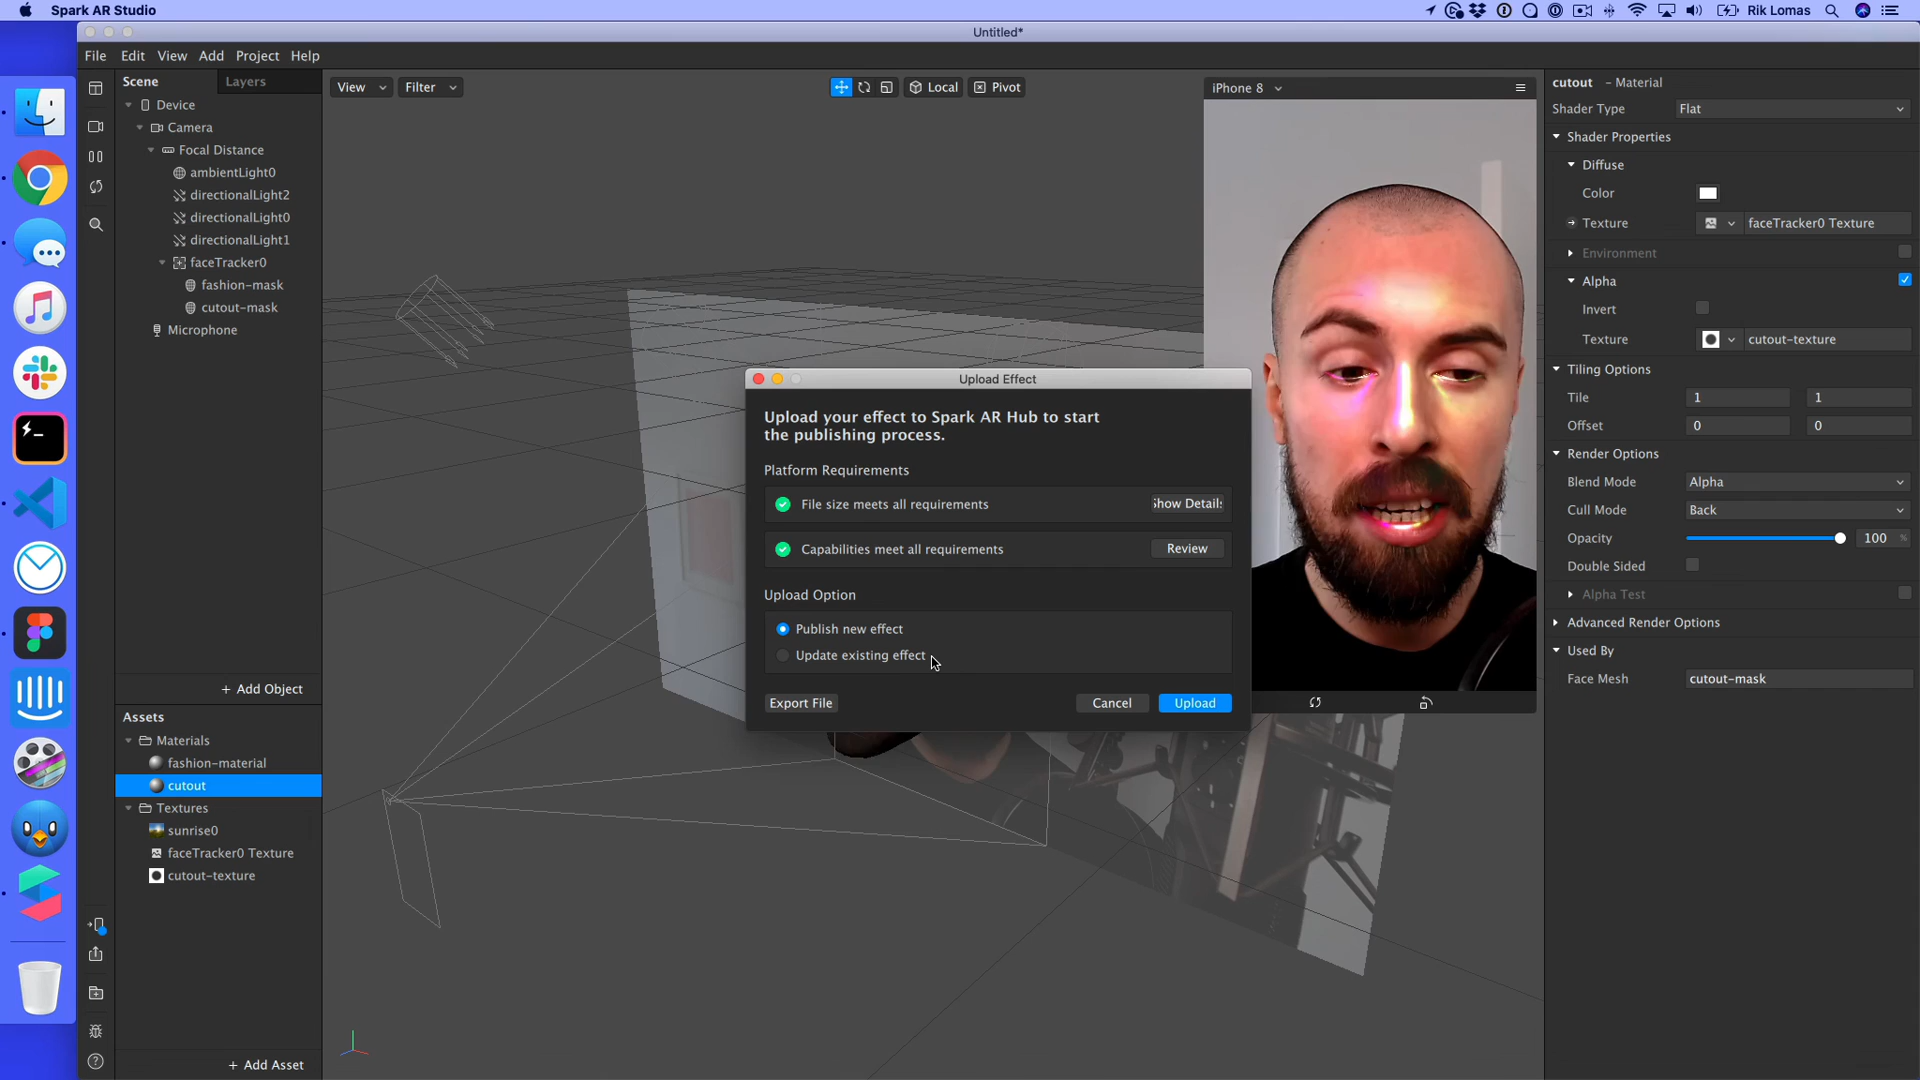 Spark AR Studio
Rik Lomas
Untitled*
File Edit View Add Project Help
Scene Layers
Device
Camera
Focal Distance
ambientLight0
directionalLight2
directionalLight0
directionalLight1
faceTracker0
fashion-mask
cutout-mask
Microphone
+ Add Object
Assets
Materials
fashion-material
cutout
Textures
sunrise0
faceTracker0 Texture
cutout-texture
+ Add Asset
View Filter
Local Pivot
iPhone 8
Upload Effect
Upload your effect to Spark AR Hub to start
the publishing process.
Platform Requirements
File size meets all requirements
Show Details
Capabilities meet all requirements
Review
Upload Option
Publish new effect
Update existing effect
Export File Cancel Upload
cutout - Material
Shader Type Flat
Shader Properties
Diffuse
Color
Texture faceTracker0 Texture
Environment
Alpha
Invert
Texture cutout-texture
Tiling Options
Tile 1 1
Offset 0 0
Render Options
Blend Mode Alpha
Cull Mode Back
Opacity 100 %
Double Sided
Alpha Test
Advanced Render Options
Used By
Face Mesh cutout-mask